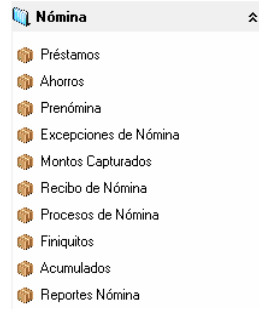 Nómina
Préstamos
Ahorros
Prenómina
Excepciones de Nómina
Montos Capturados
Recibo de Nómina
Procesos de Nómina
Finiquitos
Acumulados
Reportes Nómina